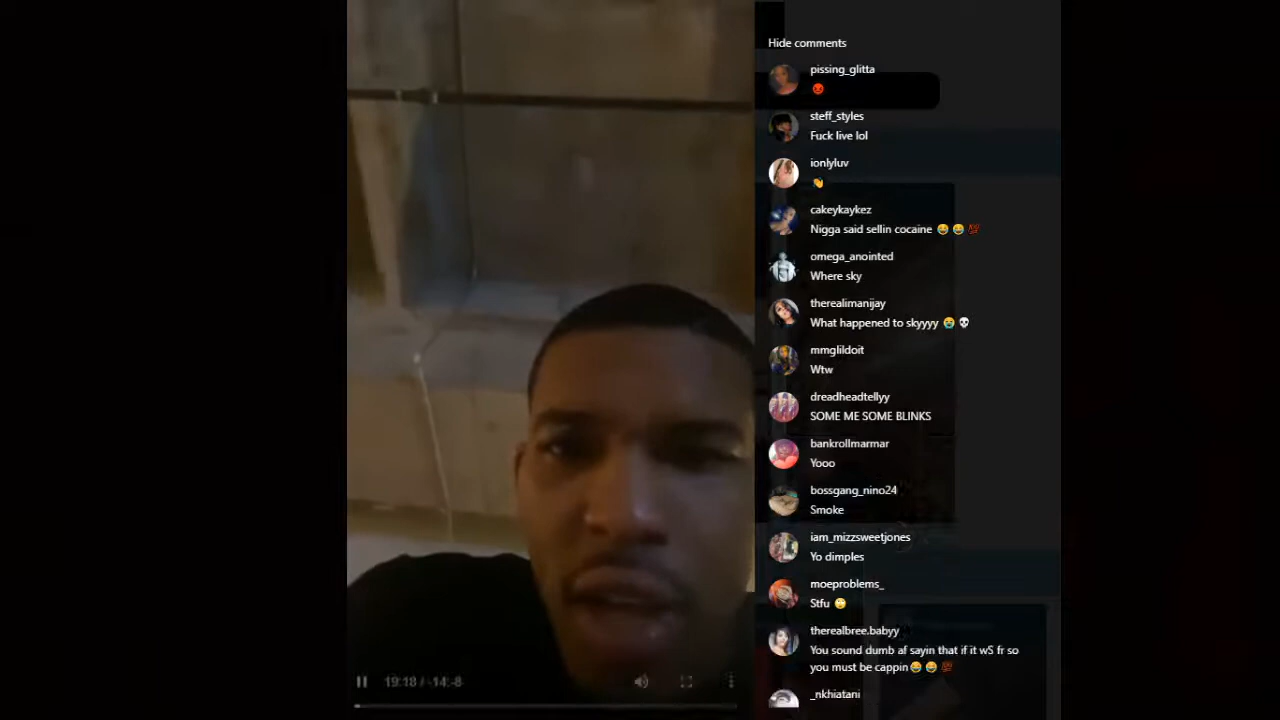 Hide comments
pissing_glitta
😡
steff_styles
Fuck live lol
ionlyluv
👏
cakeykaykez
Nigga said sellin cocaine 😂 😂 💯
omega_anointed
Where sky
therealimanijay
What happened to skyyyy 😭 💀
mmglildoit
Wtw
dreadheadtellyy
SOME ME SOME BLINKS
bankrollmarmar
Yooo
bossgang_nino24
Smoke
iam_mizzsweetjones
Yo dimples
moeproblems_
Stfu 🙄
therealbree.babyy
You sound dumb af sayin that if it wS fr so
you must be cappin😂 😂 💯
_nkhiatani
19:18 /